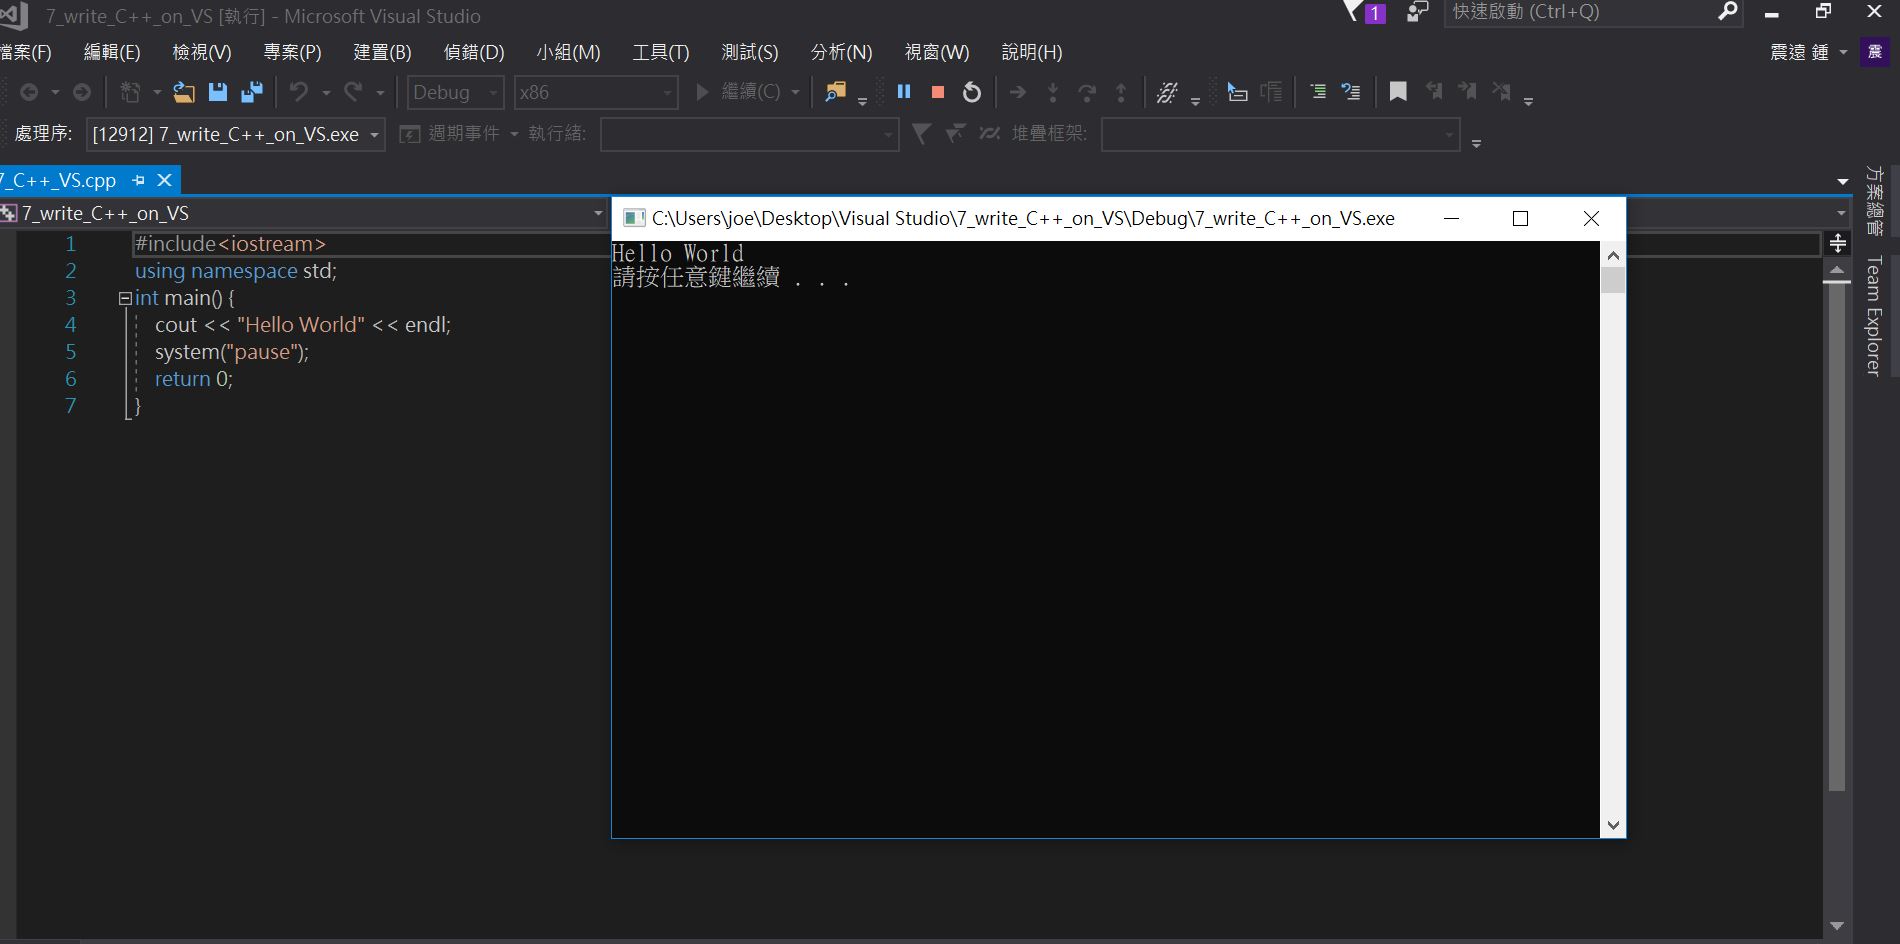 7_write_C++_on_VS [執行] - Microsoft Visual Studio
1
快速啟動 (Ctrl+Q)
檔案(F) 編輯(E) 檢視(V) 專案(P) 建置(B) 偵錯(D) 小組(M) 工具(T) 測試(S) 分析(N) 視窗(W) 說明(H)
震遠 鍾
震
Debug x86 繼續(C)
處理序: [12912] 7_write_C++_on_VS.exe 週期事件 執行緒: 堆疊框架:
7_C++_VS.cpp
7_write_C++_on_VS
1 #include<iostream>
2 using namespace std;
3 int main() {
4 cout << "Hello World" << endl;
5 system("pause");
6 return 0;
7 }
C:\Users\joe\Desktop\Visual Studio\7_write_C++_on_VS\Debug\7_write_C++_on_VS.exe
Hello World
請按任意鍵繼續 . . .
方案總管
Team Explorer